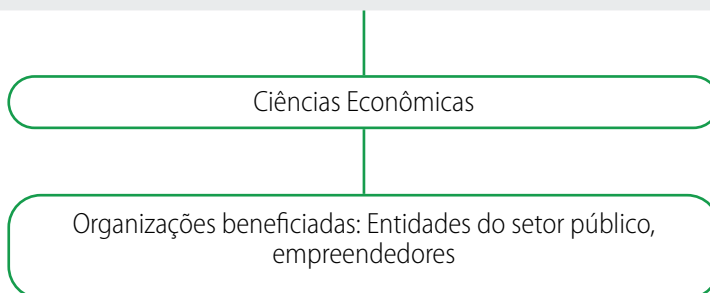 Ciências Econômicas
Organizações beneficiadas: Entidades do setor público,
empreendedores